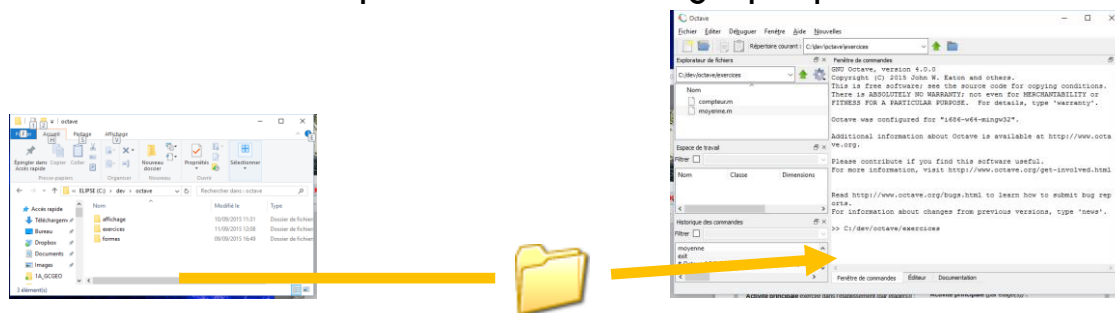 Octave
Fichier Editer Débuguer Fenêtre Aide Nouvelles
Répertoire courant : C:\dev\octave\exercices
Explorateur de fichiers
Fenêtre de commandes
C:/dev/octave/exercices
Nom
compteur.m
moyenne.m
GNU Octave, version 4.0.0
Copyright (C) 2015 John W. Eaton and others.
This is free software; see the source code for copying conditions.
There is ABSOLUTELY NO WARRANTY; not even for MERCHANTABILITY or
FITNESS FOR A PARTICULAR PURPOSE. For details, type 'warranty'.
Octave was configured for "i686-w64-mingw32".
Additional information about Octave is available at http://www.octa
ve.org.
Please contribute if you find this software useful.
For more information, visit http://www.octave.org/get-involved.html
Read http://www.octave.org/bugs.html to learn how to submit bug rep
orts.
For information about changes from previous versions, type 'news'.
>> C:/dev/octave/exercices
Espace de travail
Filtrer
Nom Classe Dimensions
Historique des commandes
Filtrer
moyenne
exit
Fenêtre de commandes Éditeur Documentation
octave
Accueil Partage Affichage
Épingler dans Accès rapide
Copier
Coller
Nouveau dossier
Propriétés
Sélectionner
Presse-papiers Organiser Nouveau Ouvrir
ELIPSE (C:) > dev > octave
Rechercher dans : octave
Nom Modifié le Type
affichage 10/09/2015 11:31 Dossier de fichier
exercices 11/09/2015 12:08 Dossier de fichier
formes 09/09/2015 16:49 Dossier de fichier
Accès rapide
Bureau
Dropbox
Documents
Images
1A_GCGEO
3 élément(s)